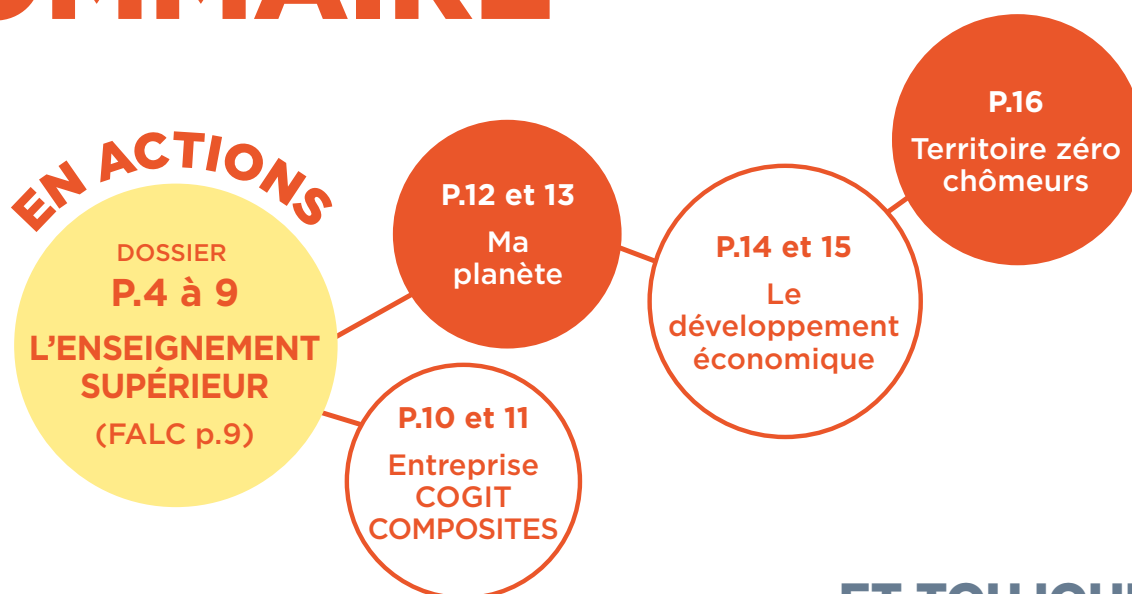 EN ACTIONS
DOSSIER
P.4 à 9
L'ENSEIGNEMENT
SUPÉRIEUR
(FALC p.9)
P.10 et 11
Entreprise
COGIT
COMPOSITES
P.12 et 13
Ma
planète
P.14 et 15
Le
développement
économique
P.16
Territoire zéro
chômeurs